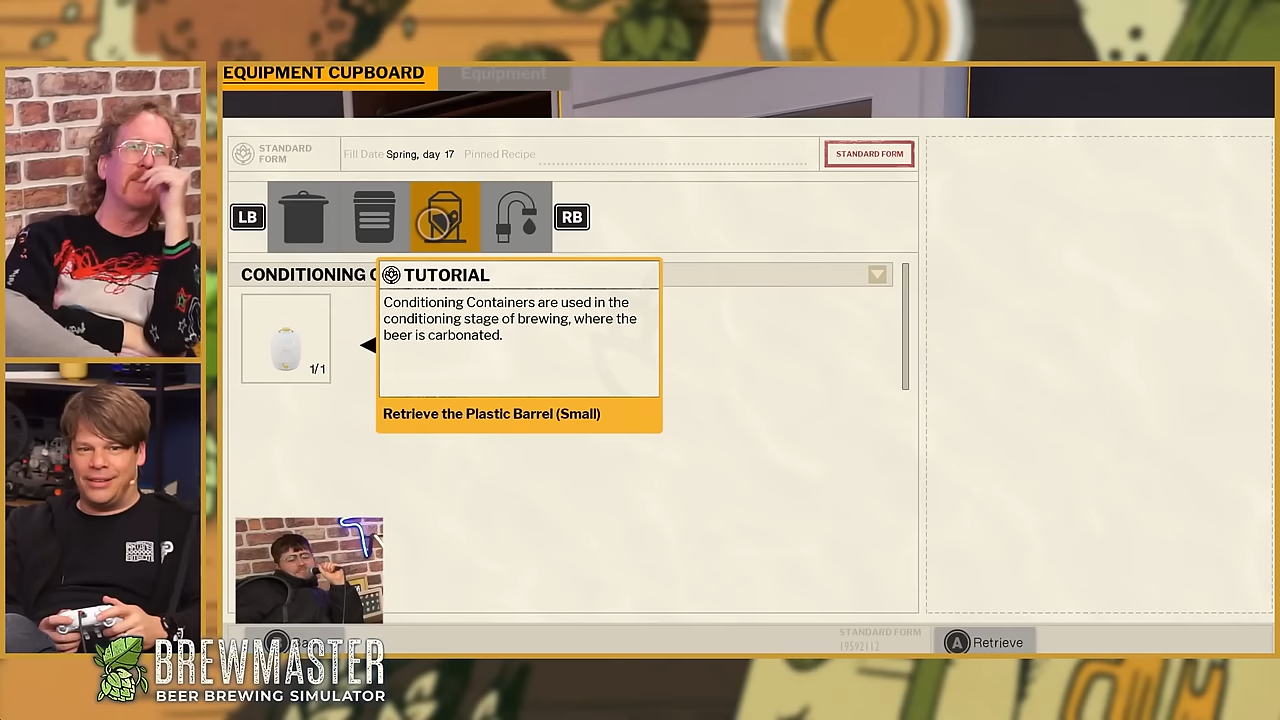 EQUIPMENT CUPBOARD
Equipment
STANDARD
FORM
Fill Date Spring, day 17 Pinned Recipe
STANDARD FORM
LB
RB
CONDITIONING C
TUTORIAL
Conditioning Containers are used in the
conditioning stage of brewing, where the
beer is carbonated.
1/1
Retrieve the Plastic Barrel (Small)
STANDARD FORM
19592112
A Retrieve
BREWMASTER
BEER BREWING SIMULATOR